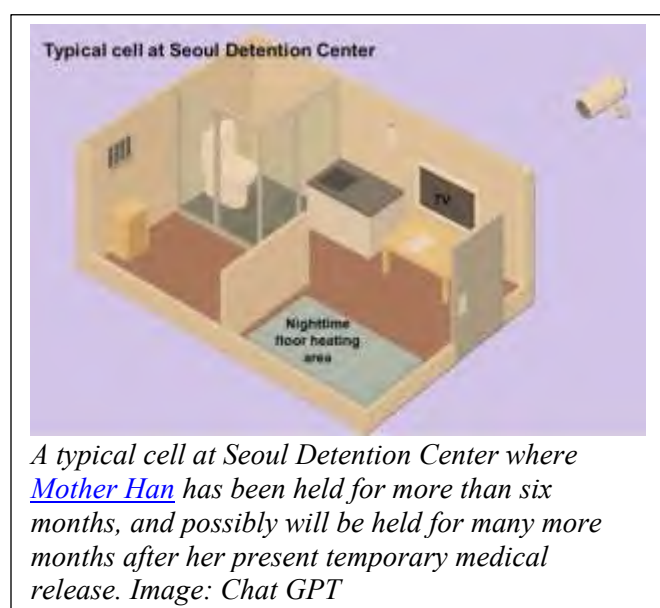 Typical cell at Seoul Detention Center
TV
Nighttime
floor heating
area
A typical cell at Seoul Detention Center where
Mother Han has been held for more than six
months, and possibly will be held for many more
months after her present temporary medical
release. Image: Chat GPT